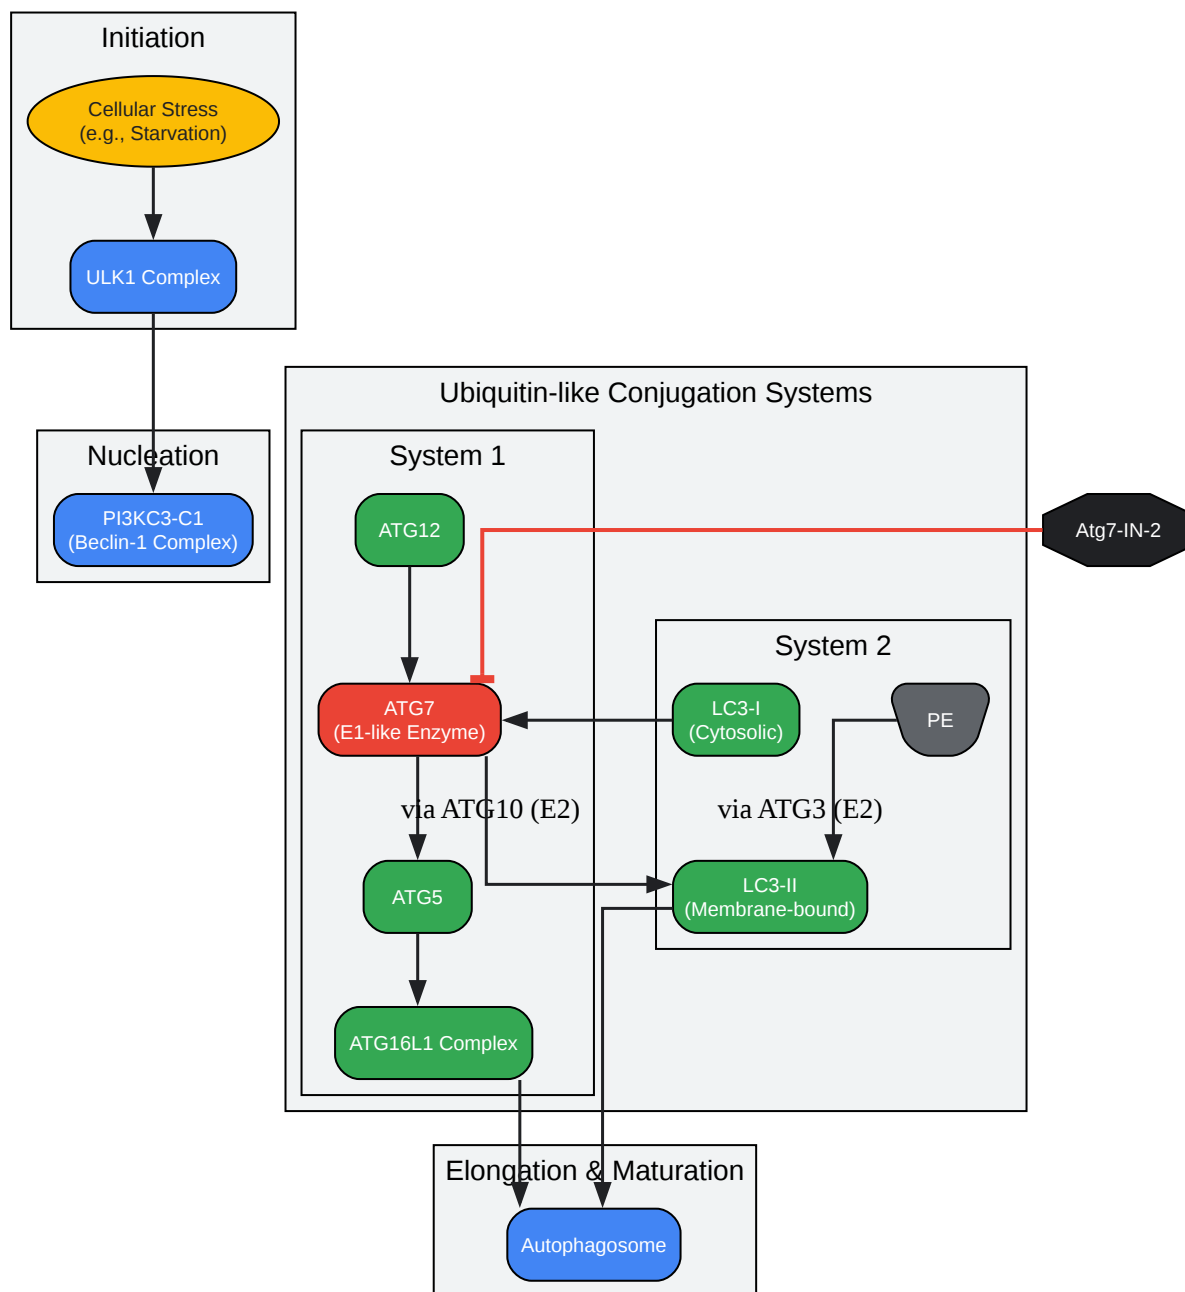 Initiation
Cellular Stress
(e.g., Starvation)
ULK1 Complex
Nucleation
PI3KC3-C1
(Beclin-1 Complex)
Ubiquitin-like Conjugation Systems
System 1
ATG12
Atg7-IN-2
ATG7
(E1-like Enzyme)
via ATG10 (E2)
ATG5
ATG16L1 Complex
System 2
LC3-I
(Cytosolic)
PE
via ATG3 (E2)
LC3-II
(Membrane-bound)
Elongation & Maturation
Autophagosome